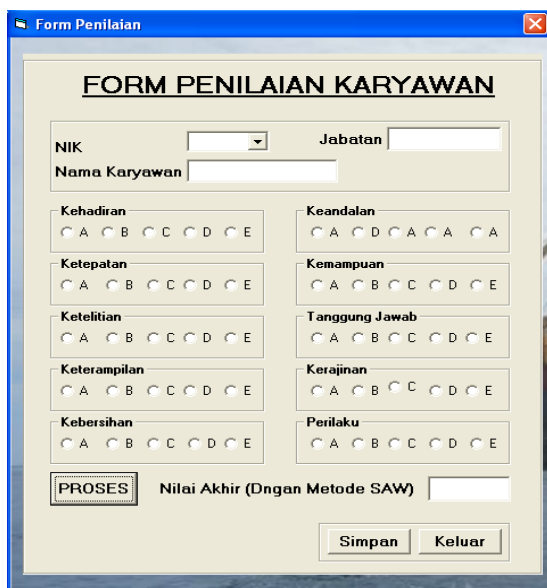 Form Penilaian
FORM PENILAIAN KARYAWAN
NIK
Jabatan
Nama Karyawan
Kehadiran
A B C D E
Keandalan
A D A A A
Ketepatan
A B C D E
Kemampuan
A B C D E
Ketelitian
A B C D E
Tanggung Jawab
A B C D E
Keterampilan
A B C D E
Kerajinan
A B C D E
Kebersihan
A B C D E
Perilaku
A B C D E
PROSES
Nilai Akhir (Dngan Metode SAW)
Simpan
Keluar